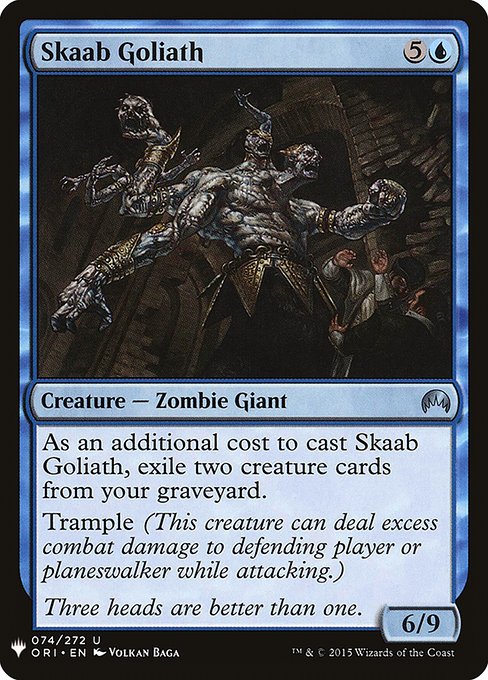 Skaab Goliath 5
Creature — Zombie Giant
As an additional cost to cast Skaab
Goliath, exile two creature cards
from your graveyard.
Trample (This creature can deal excess
combat damage to defending player or
planeswalker while attacking.)
Three heads are better than one.
6/9
074/272 U
ORI • EN Volkan Baga
™ & © 2015 Wizards of the Coast